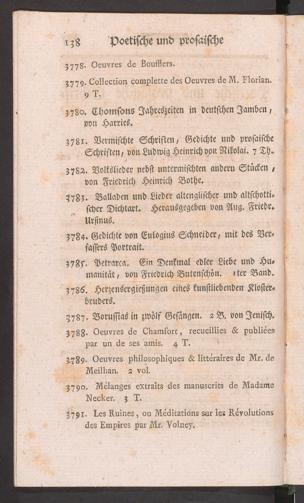 138 Poetische und prosaische
3778. Oeuvres de Boufflers.
3779. Collection complette des Oeuvres de M. Florian.
9 T.
3780. Thomsons Jahreszeiten in deutschen Jamben,
von Harries.
3781. Vermischte Schriften, Gedichte und prosaische
Schriften, von Ludwig Heinrich von Nikolai. 7 Th.
3782. Volkslieder nebst untermischten andern Stücken,
von Friedrich Heinrich Bothe.
3783. Balladen und Lieder altenglischer und altschotti-
scher Dichtart. Herausgegeben von Aug. Friedr.
Ursinus.
3784. Gedichte von Eulogius Schneider, mit des Ver-
fassers Portrait.
3785. Petrarca. Ein Denkmal edler Liebe und Hu-
manität, von Friedrich Butenschön. 1ter Band.
3786. Herzensergießungen eines kunstliebenden Kloster-
bruders.
3787. Borussias in zwölf Gesängen. 2 B. von Jenisch.
3788. Oeuvres de Chamfort, recueillies & publiées
par un de ses amis. 4 T.
3789. Oeuvres philosophiques & littéraires de Mr. de
Meilhan. 2 vol.
3790. Mélanges extraits des manuscrits de Madame
Necker. 3 T.
3791. Les Ruines, ou Méditations sur les Révolutions
des Empires par Mr. Volney.